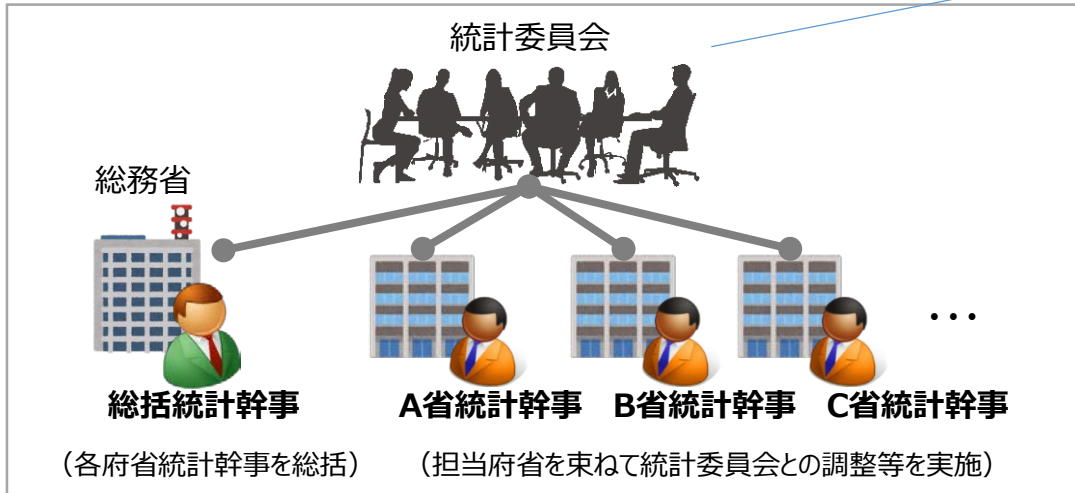 統計委員会
総務省
・・・
総括統計幹事
A省統計幹事 B省統計幹事 C省統計幹事
（各府省統計幹事を総括）
（担当府省を束ねて統計委員会との調整等を実施）